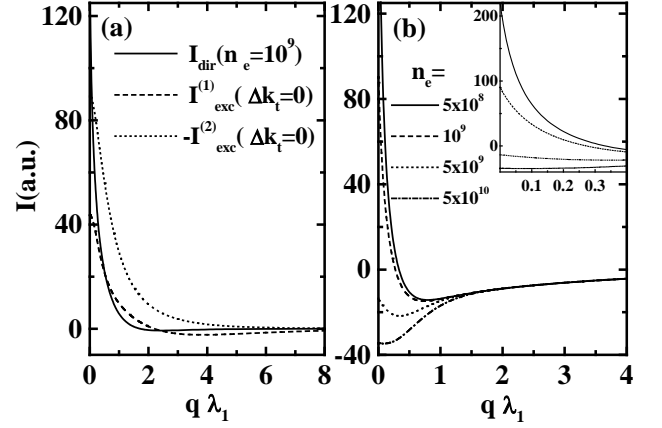 (a)
I_dir(n_e=10^9)
I^(1)_exc(Δk_t=0)
-I^(2)_exc(Δk_t=0)
I(a.u.)
120
80
40
0
0 2 4 6 8
q λ_1
(b)
n_e=
5x10^8
10^9
5x10^9
5x10^10
120
80
40
0
-40
0 1 2 3 4
q λ_1
200
100
0
0.1 0.2 0.3